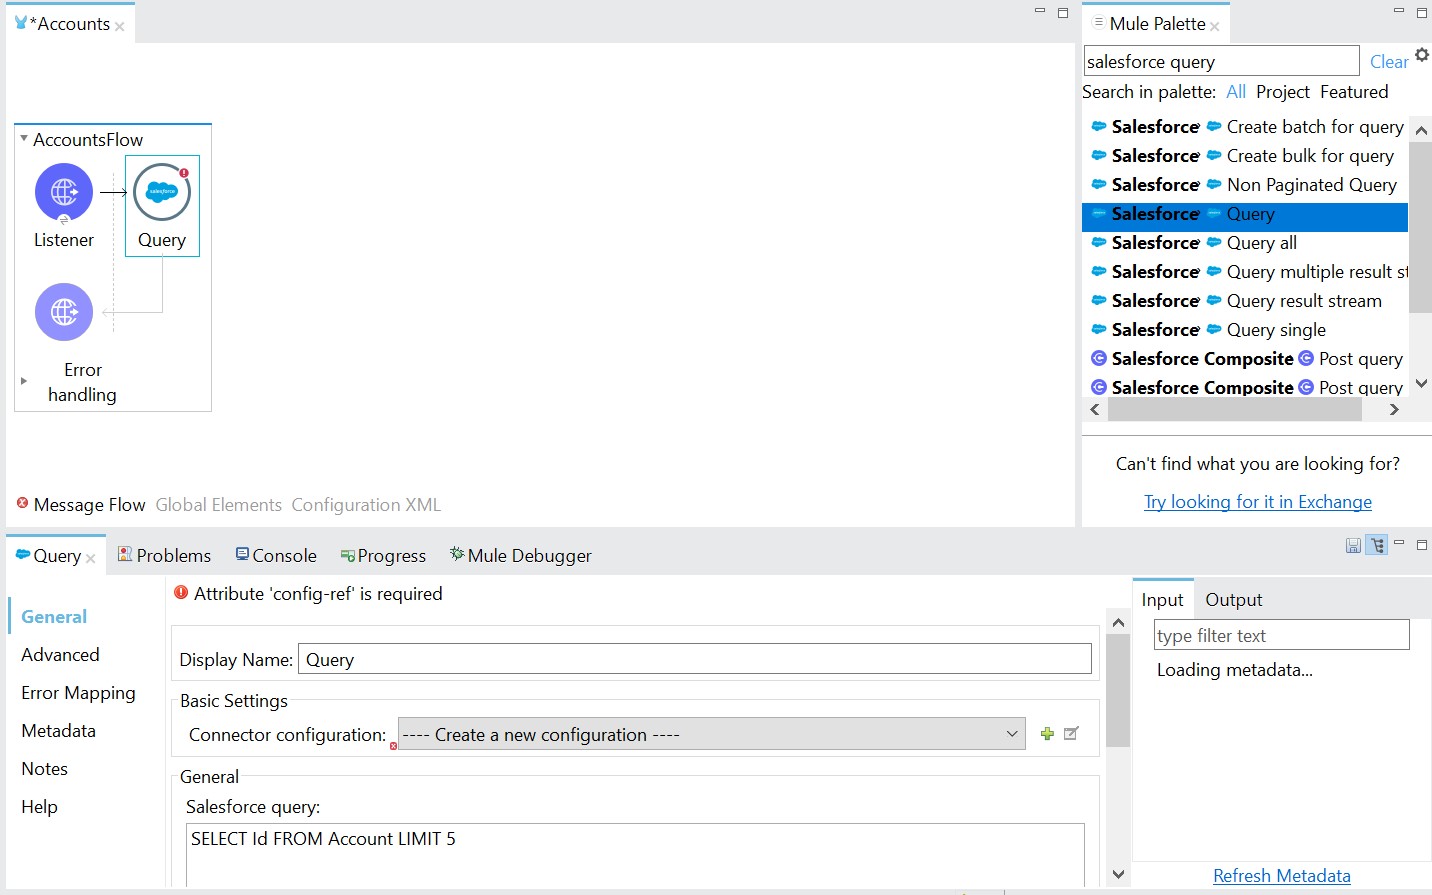 *Accounts
AccountsFlow
salesforce
Listener
Query
Error
handling
Message Flow Global Elements Configuration XML
Mule Palette
salesforce query Clear
Search in palette: All Project Featured
Salesforce Create batch for query
Salesforce Create bulk for query
Salesforce Non Paginated Query
Salesforce Query
Salesforce Query all
Salesforce Query multiple result
Salesforce Query result stream
Salesforce Query single
Salesforce Composite Post query
Salesforce Composite Post query
Can't find what you are looking for?
Try looking for it in Exchange
Query Problems Console Progress Mule Debugger
General
Advanced
Error Mapping
Metadata
Notes
Help
Attribute 'config-ref' is required
Display Name: Query
Basic Settings
Connector configuration: ---- Create a new configuration ----
General
Salesforce query:
SELECT Id FROM Account LIMIT 5
Input Output
type filter text
Loading metadata...
Refresh Metadata